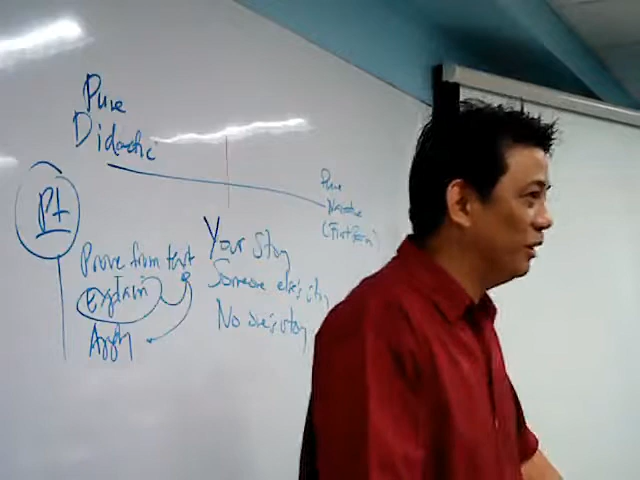 Pure
Didactic
Pure
Narrative
(First Person)
Pt
Prove from text
Explain
Apply
Your Story
Someone else's story
No one's story